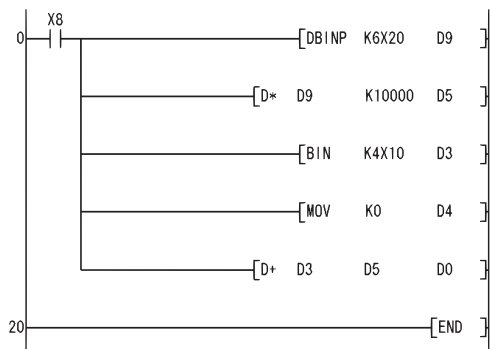 X8
0 DBINP K6X20 D9
D* D9 K10000 D5
BIN K4X10 D3
MOV K0 D4
D+ D3 D5 D0
20 END